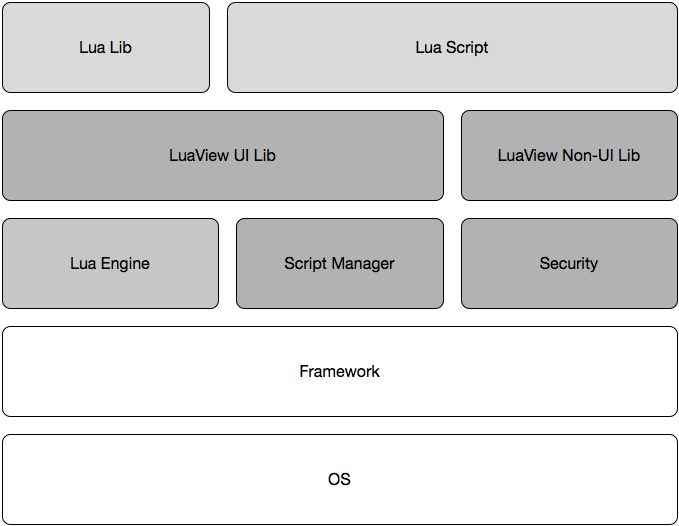 Lua Lib
Lua Script
LuaView UI Lib
LuaView Non-UI Lib
Lua Engine
Script Manager
Security
Framework
OS